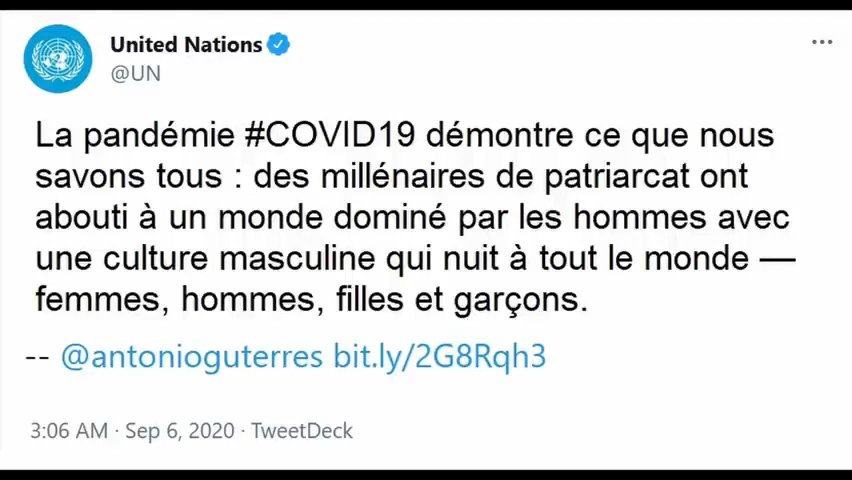 United Nations
@UN
La pandémie #COVID19 démontre ce que nous
savons tous : des millénaires de patriarcat ont
abouti à un monde dominé par les hommes avec
une culture masculine qui nuit à tout le monde —
femmes, hommes, filles et garçons.
-- @antonioguterres bit.ly/2G8Rqh3
3:06 AM · Sep 6, 2020 · TweetDeck